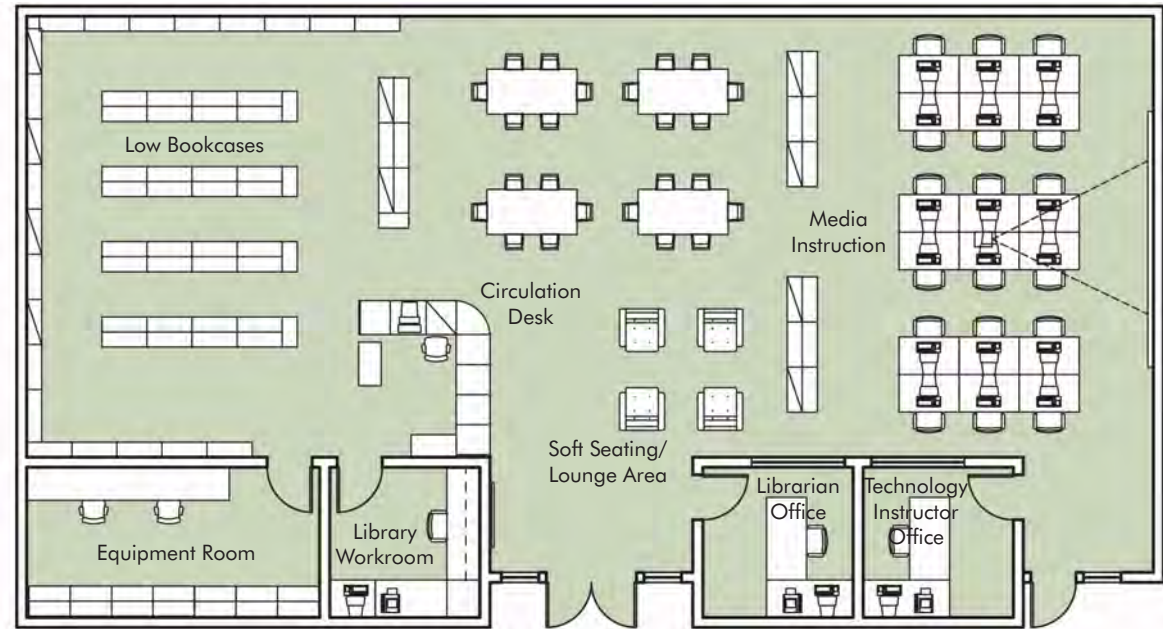 Low Bookcases
Media
Instruction
Circulation
Desk
Soft Seating/
Lounge Area
Librarian
Office
Technology
Instructor
Office
Equipment Room
Library
Workroom